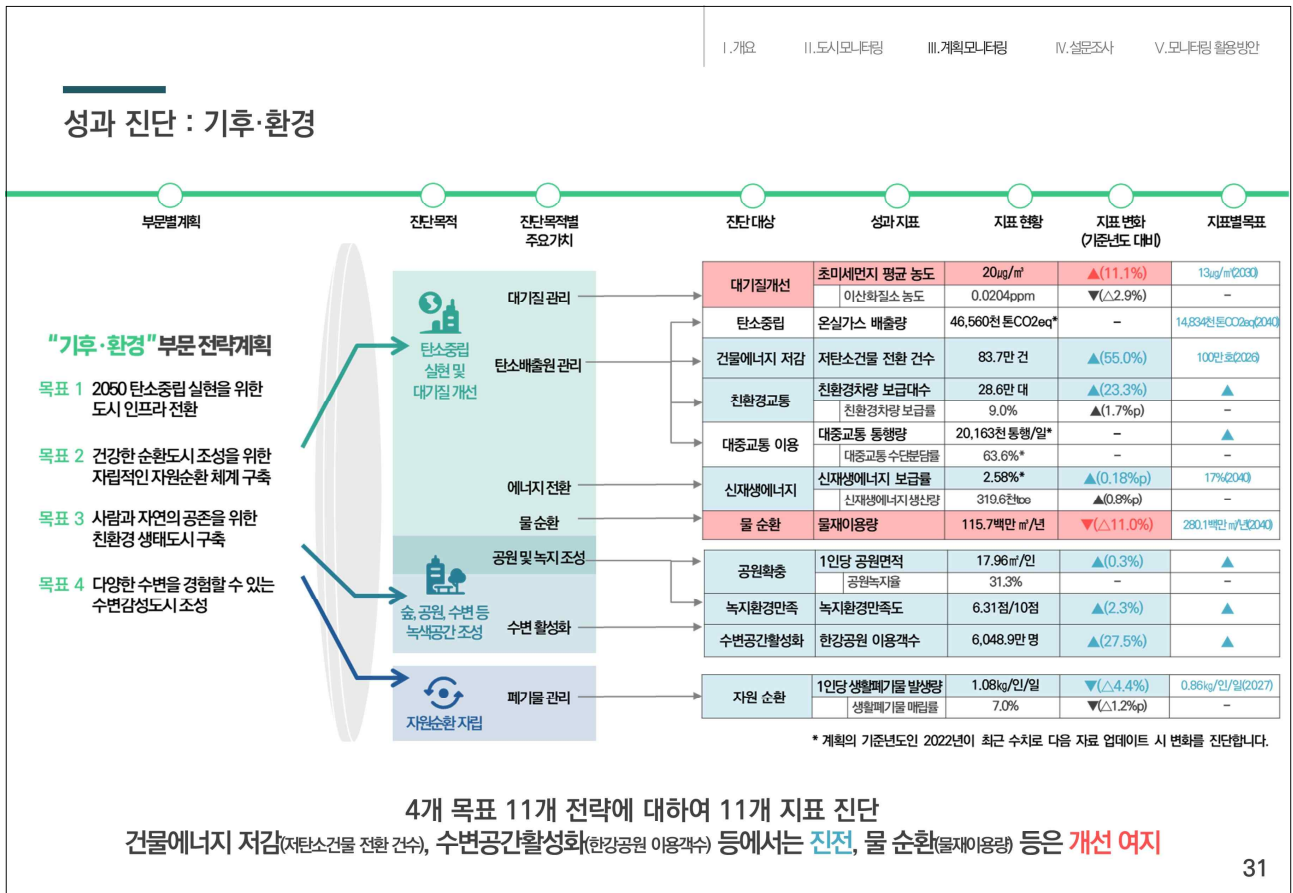 Ⅰ.개요 Ⅱ.도시모니터링 Ⅲ.계획모니터링 Ⅳ.설문조사 Ⅴ.모니터링 활용방안
성과 진단 : 기후·환경
부문별계획 진단목적 진단목적별 진단대상 성과지표 지표 현황 지표 변화 지표별목표
주요가치 (기준년도 대비)
"기후·환경"부문 전략계획
목표 1 2050 탄소중립 실현을 위한
도시 인프라 전환
목표 2 건강한 순환도시 조성을 위한
자립적인 자원순환 체계 구축
목표 3 사람과 자연의 공존을 위한
친환경 생태도시 구축
목표 4 다양한 수변을 경험할 수 있는
수변감성도시 조성
탄소중립
실현 및
대기질 개선
숲, 공원, 수변 등
녹색공간 조성
자원순환 자립
대기질 관리
탄소배출원 관리
에너지 전환
물 순환
공원 및 녹지 조성
수변 활성화
폐기물 관리
대기질개선 초미세먼지 평균 농도 20㎍/㎥ ▲(11.1%) 13㎍/㎥(2030)
이산화질소 농도 0.0204ppm ▼(△2.9%) –
탄소중립 온실가스 배출량 46,560천 톤CO2eq* – 14,834천 톤CO2eq(2040)
건물에너지 저감 저탄소건물 전환 건수 83.7만 건 ▲(55.0%) 100만 호(2026)
친환경교통 친환경차량 보급대수 28.6만 대 ▲(23.3%) ▲
친환경차량 보급률 9.0% ▲(1.7%p) –
대중교통 이용 대중교통 통행량 20,163천 통행/일* – ▲
대중교통 수단분담률 63.6%* – –
신재생에너지 신재생에너지 보급률 2.58%* ▲(0.18%p) 17%(2040)
신재생에너지 생산량 319.6천toe ▲(0.8%p) –
물 순환 물재이용량 115.7백만 ㎥/년 ▼(△11.0%) 280.1백만 ㎥/년(2040)
공원확충 1인당 공원면적 17.96㎡/인 ▲(0.3%) ▲
공원녹지율 31.3% – –
녹지환경만족 녹지환경만족도 6.31점/10점 ▲(2.3%) ▲
수변공간활성화 한강공원 이용객수 6,048.9만 명 ▲(27.5%) ▲
자원 순환 1인당 생활폐기물 발생량 1.08㎏/인/일 ▼(△4.4%) 0.86㎏/인/일(2027)
생활폐기물 매립률 7.0% ▼(△1.2%p) –
* 계획의 기준년도인 2022년이 최근 수치로 다음 자료 업데이트 시 변화를 진단합니다.
4개 목표 11개 전략에 대하여 11개 지표 진단
건물에너지 저감(저탄소건물 전환 건수), 수변공간활성화(한강공원 이용객수) 등에서는 진전, 물 순환(물재이용량) 등은 개선 여지
31